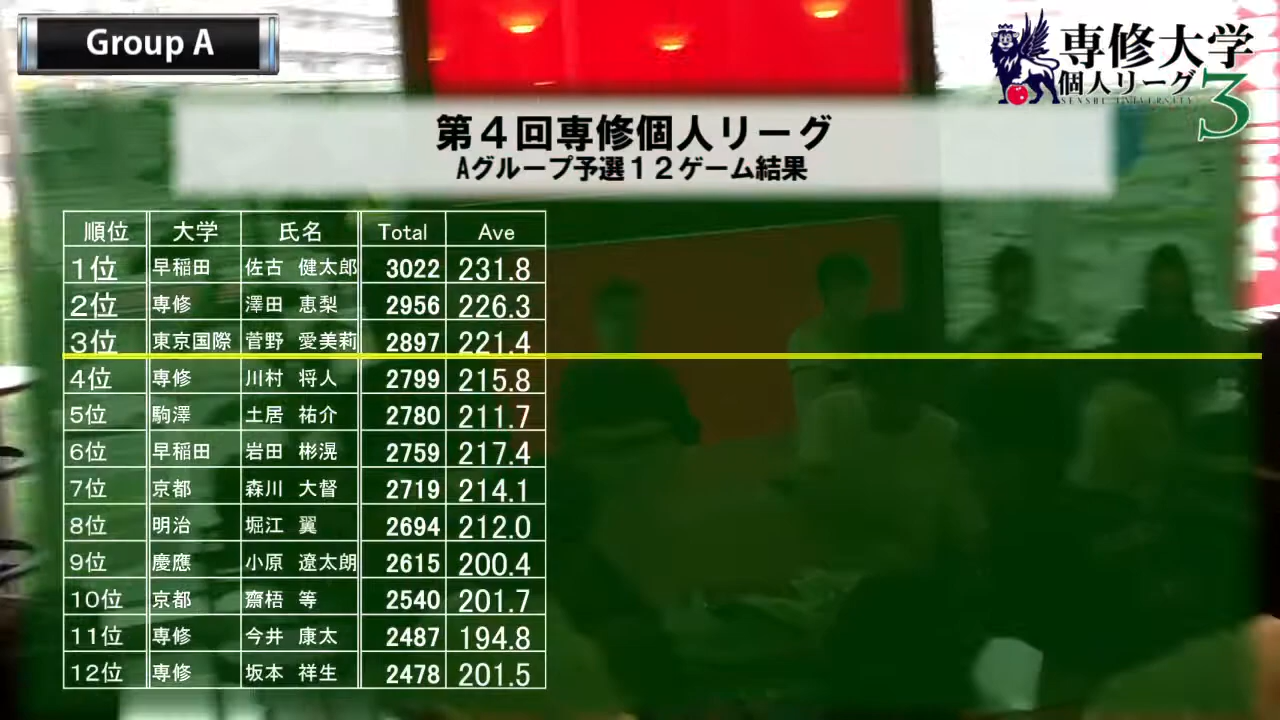 Group A
専修大学
個人リーグ
SENSHU UNIVERSITY
3
第４回専修個人リーグ
Aグループ予選１２ゲーム結果
順位 大学 氏名 Total Ave
1位 早稲田 佐古 健太郎 3022 231.8
2位 専修 澤田 恵梨 2956 226.3
3位 東京国際 菅野 愛美莉 2897 221.4
4位 専修 川村 将人 2799 215.8
5位 駒澤 土居 祐介 2780 211.7
6位 早稲田 岩田 彬滉 2759 217.4
7位 京都 森川 大督 2719 214.1
8位 明治 堀江 翼 2694 212.0
9位 慶應 小原 遼太朗 2615 200.4
10位 京都 齋梧 等 2540 201.7
11位 専修 今井 康太 2487 194.8
12位 専修 坂本 祥生 2478 201.5